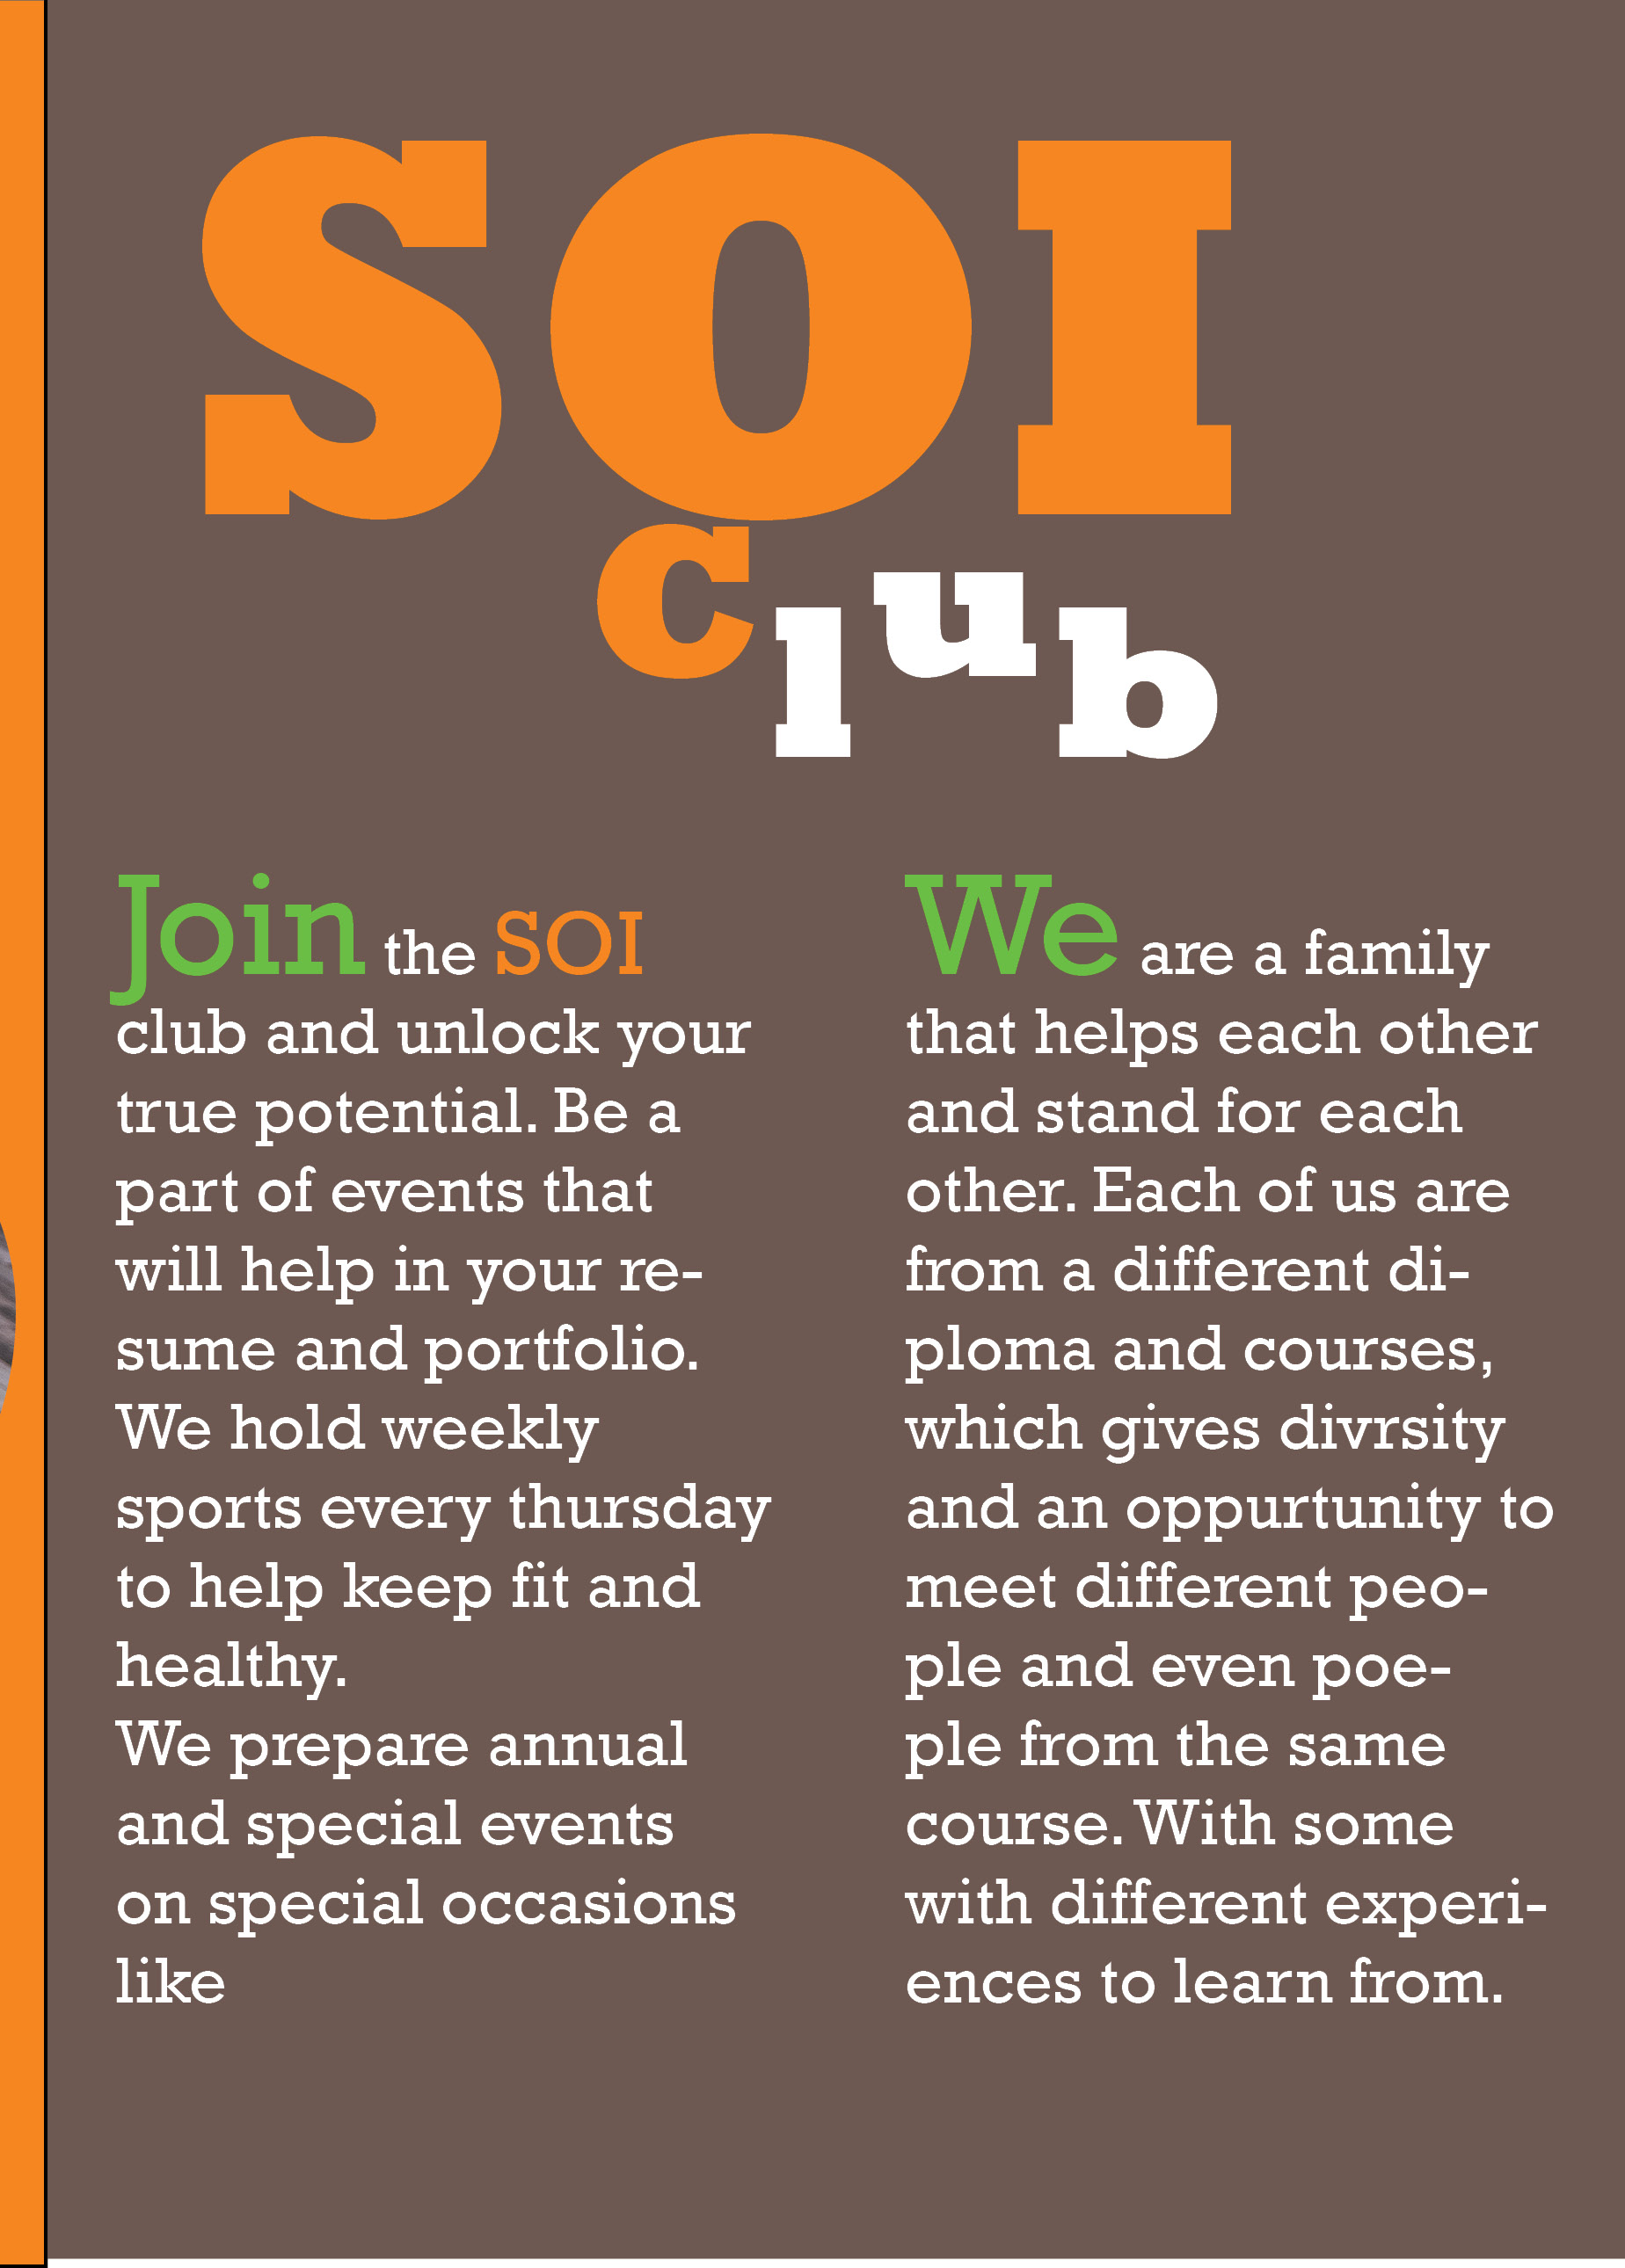 SOI
club
Join the SOI
club and unlock your
true potential. Be a
part of events that
will help in your re-
sume and portfolio.
We hold weekly
sports every thursday
to help keep fit and
healthy.
We prepare annual
and special events
on special occasions
like
We are a family
that helps each other
and stand for each
other. Each of us are
from a different di-
ploma and courses,
which gives divrsity
and an oppurtunity to
meet different peo-
ple and even poe-
ple from the same
course. With some
with different experi-
ences to learn from.